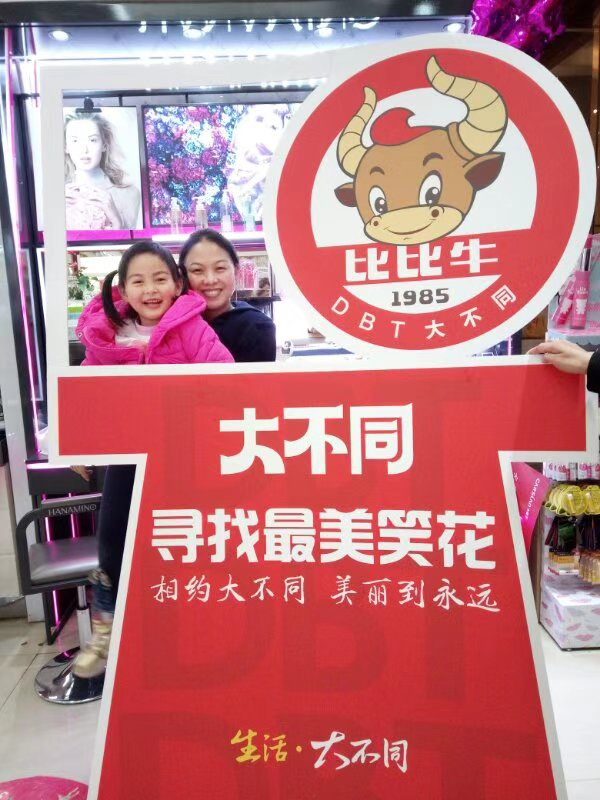 比比牛
1985
DBT大不同
大不同
寻找最美笑花
相约大不同 美丽到永远
生活·大不同
HANAMINO